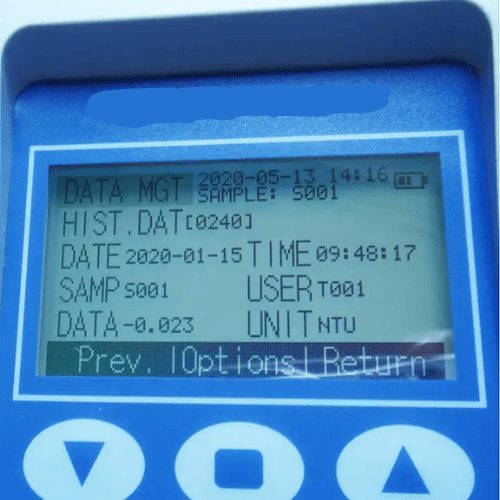 DATA MGT 2020-05-13 14:16
SAMPLE: S001
HIST.DAT[0240]
DATE 2020-01-15 TIME 09:48:17
SAMP S001 USER T001
DATA -0.023 UNIT NTU
Prev. |Options| Return